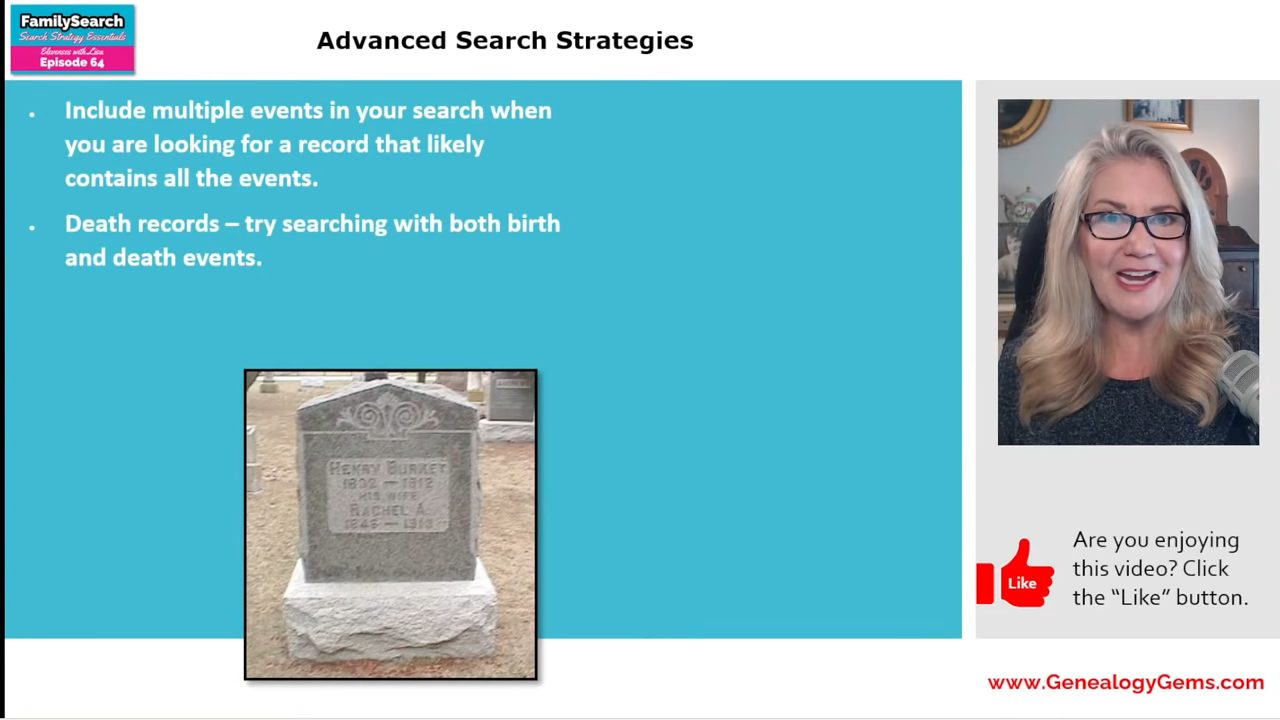 FamilySearch
Search Strategy Essentials
Elevenses with Lisa
Episode 64
Advanced Search Strategies
Include multiple events in your search when
you are looking for a record that likely
contains all the events.
Death records – try searching with both birth
and death events.
HENRY BURKEY
1832 – 1912
HIS WIFE
RACHEL A.
Like
Are you enjoying
this video? Click
the “Like” button.
www.GenealogyGems.com